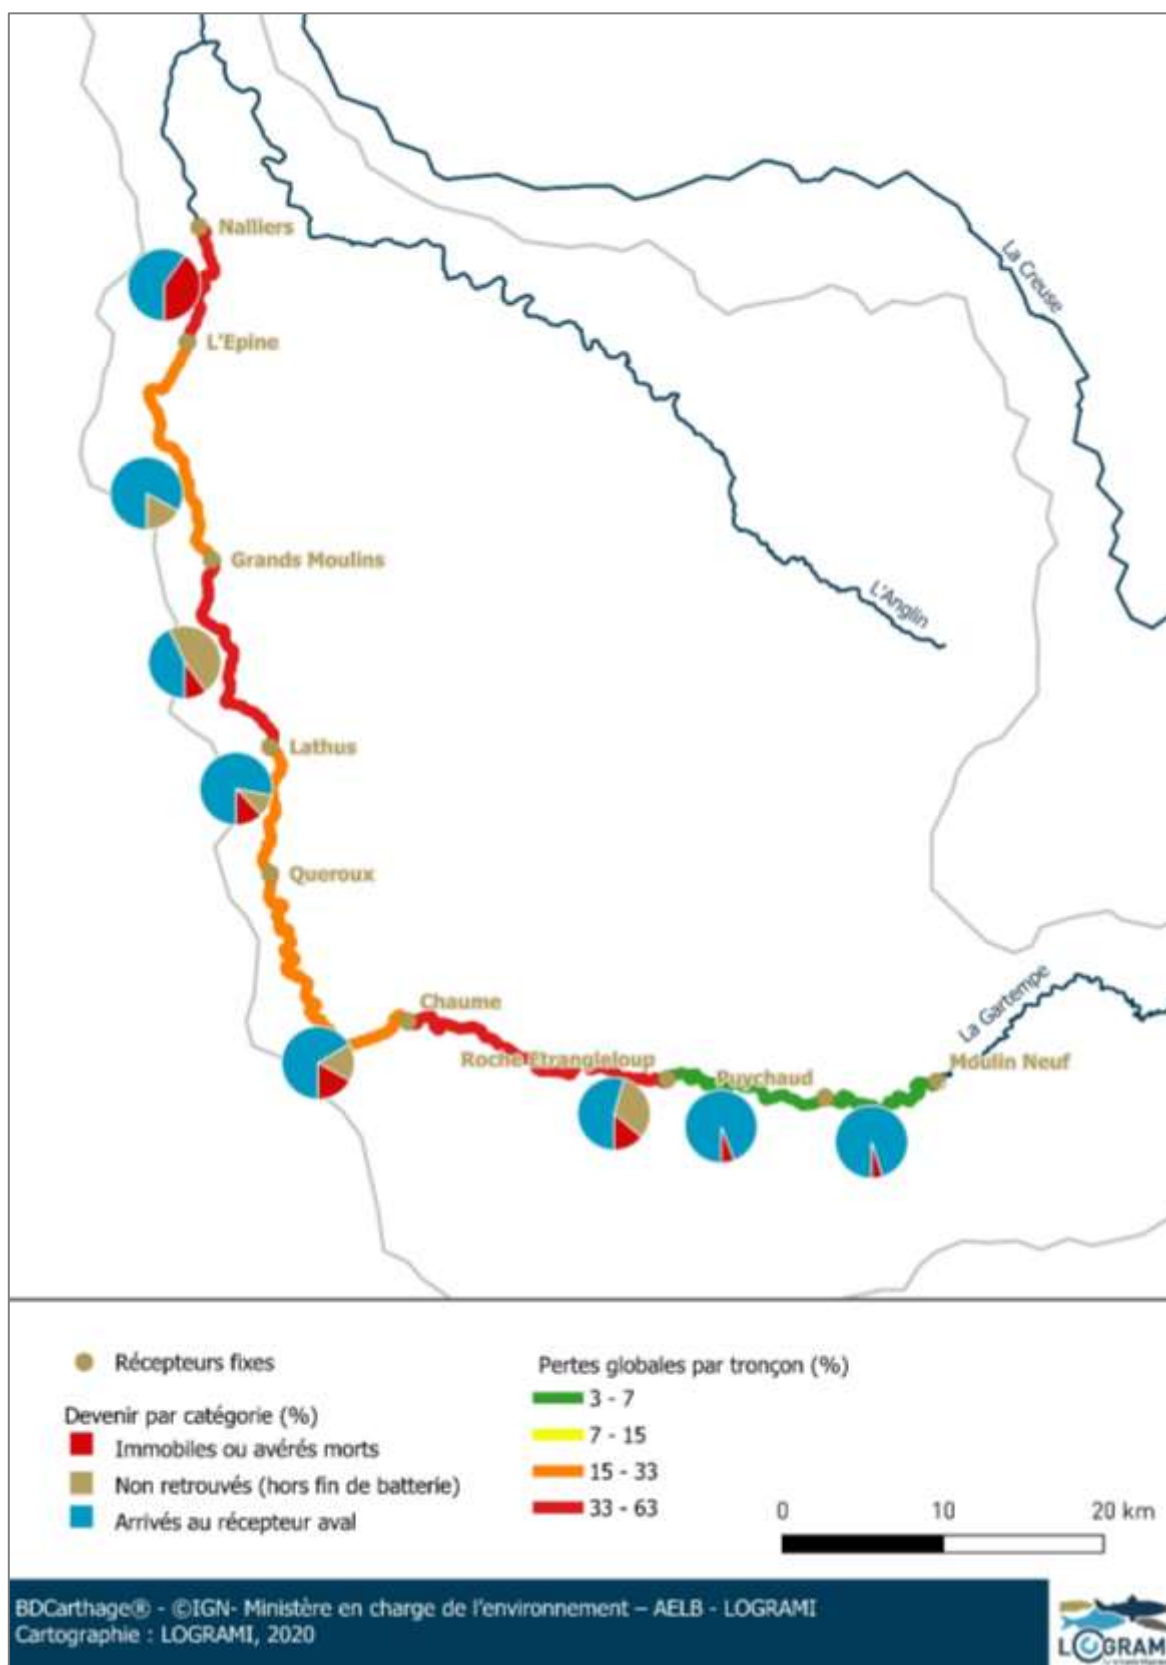 Nalliers
L'Epine
La Creuse
Grands Moulins
L'Anglin
Lathus
Queroux
Chaume
La Gartempe
Roche Etrangleloup
Puychaud
Moulin Neuf
Récepteurs fixes
Devenir par catégorie (%)
Immobiles ou avérés morts
Non retrouvés (hors fin de batterie)
Arrivés au récepteur aval
Pertes globales par tronçon (%)
3 - 7
7 - 15
15 - 33
33 - 63
0 10 20 km
BDCarthage® - ©IGN- Ministère en charge de l'environnement – AELB - LOGRAMI
Cartographie : LOGRAMI, 2020
LOGRAMI